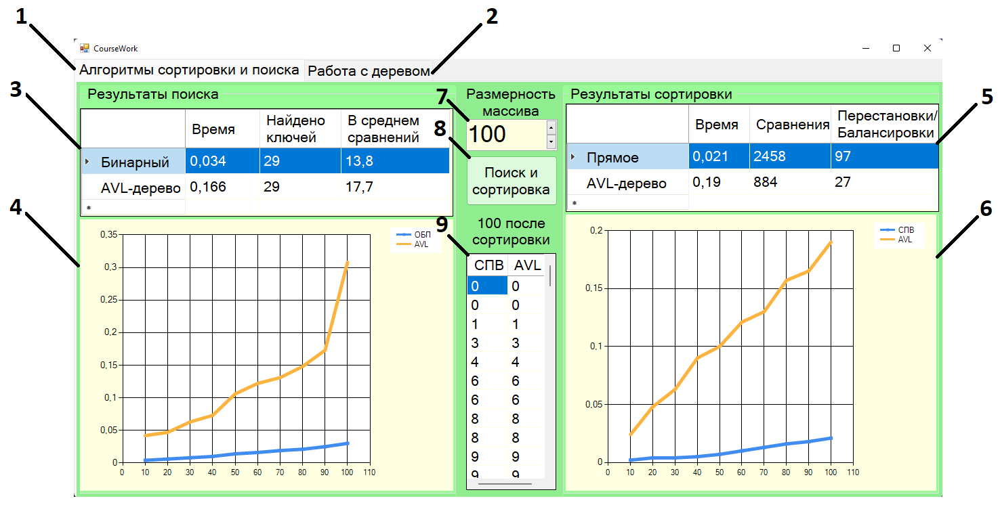 1
2
CourseWork
Алгоритмы сортировки и поиска
Работа с деревом
3
Результаты поиска
Время
Найдено
ключей
В среднем
сравнений
Бинарный
0,034
29
13,8
AVL-дерево
0,166
29
17,7
*
4
0,35
0,3
0,25
0,2
0,15
0,1
0,05
0
0 10 20 30 40 50 60 70 80 90 100 110
ОБП
AVL
7
Размерность
массива
100
8
Поиск и
сортировка
9
100 после
сортировки
СПВ AVL
0 0
0 0
1 1
3 3
4 4
6 6
6 6
8 8
8 8
9 9
9 9
5
Результаты сортировки
Время
Сравнения
Перестановки/
Балансировки
Прямое
0,021
2458
97
AVL-дерево
0,19
884
27
*
6
0,2
0,15
0,1
0,05
0
0 10 20 30 40 50 60 70 80 90 100 110
СПВ
AVL